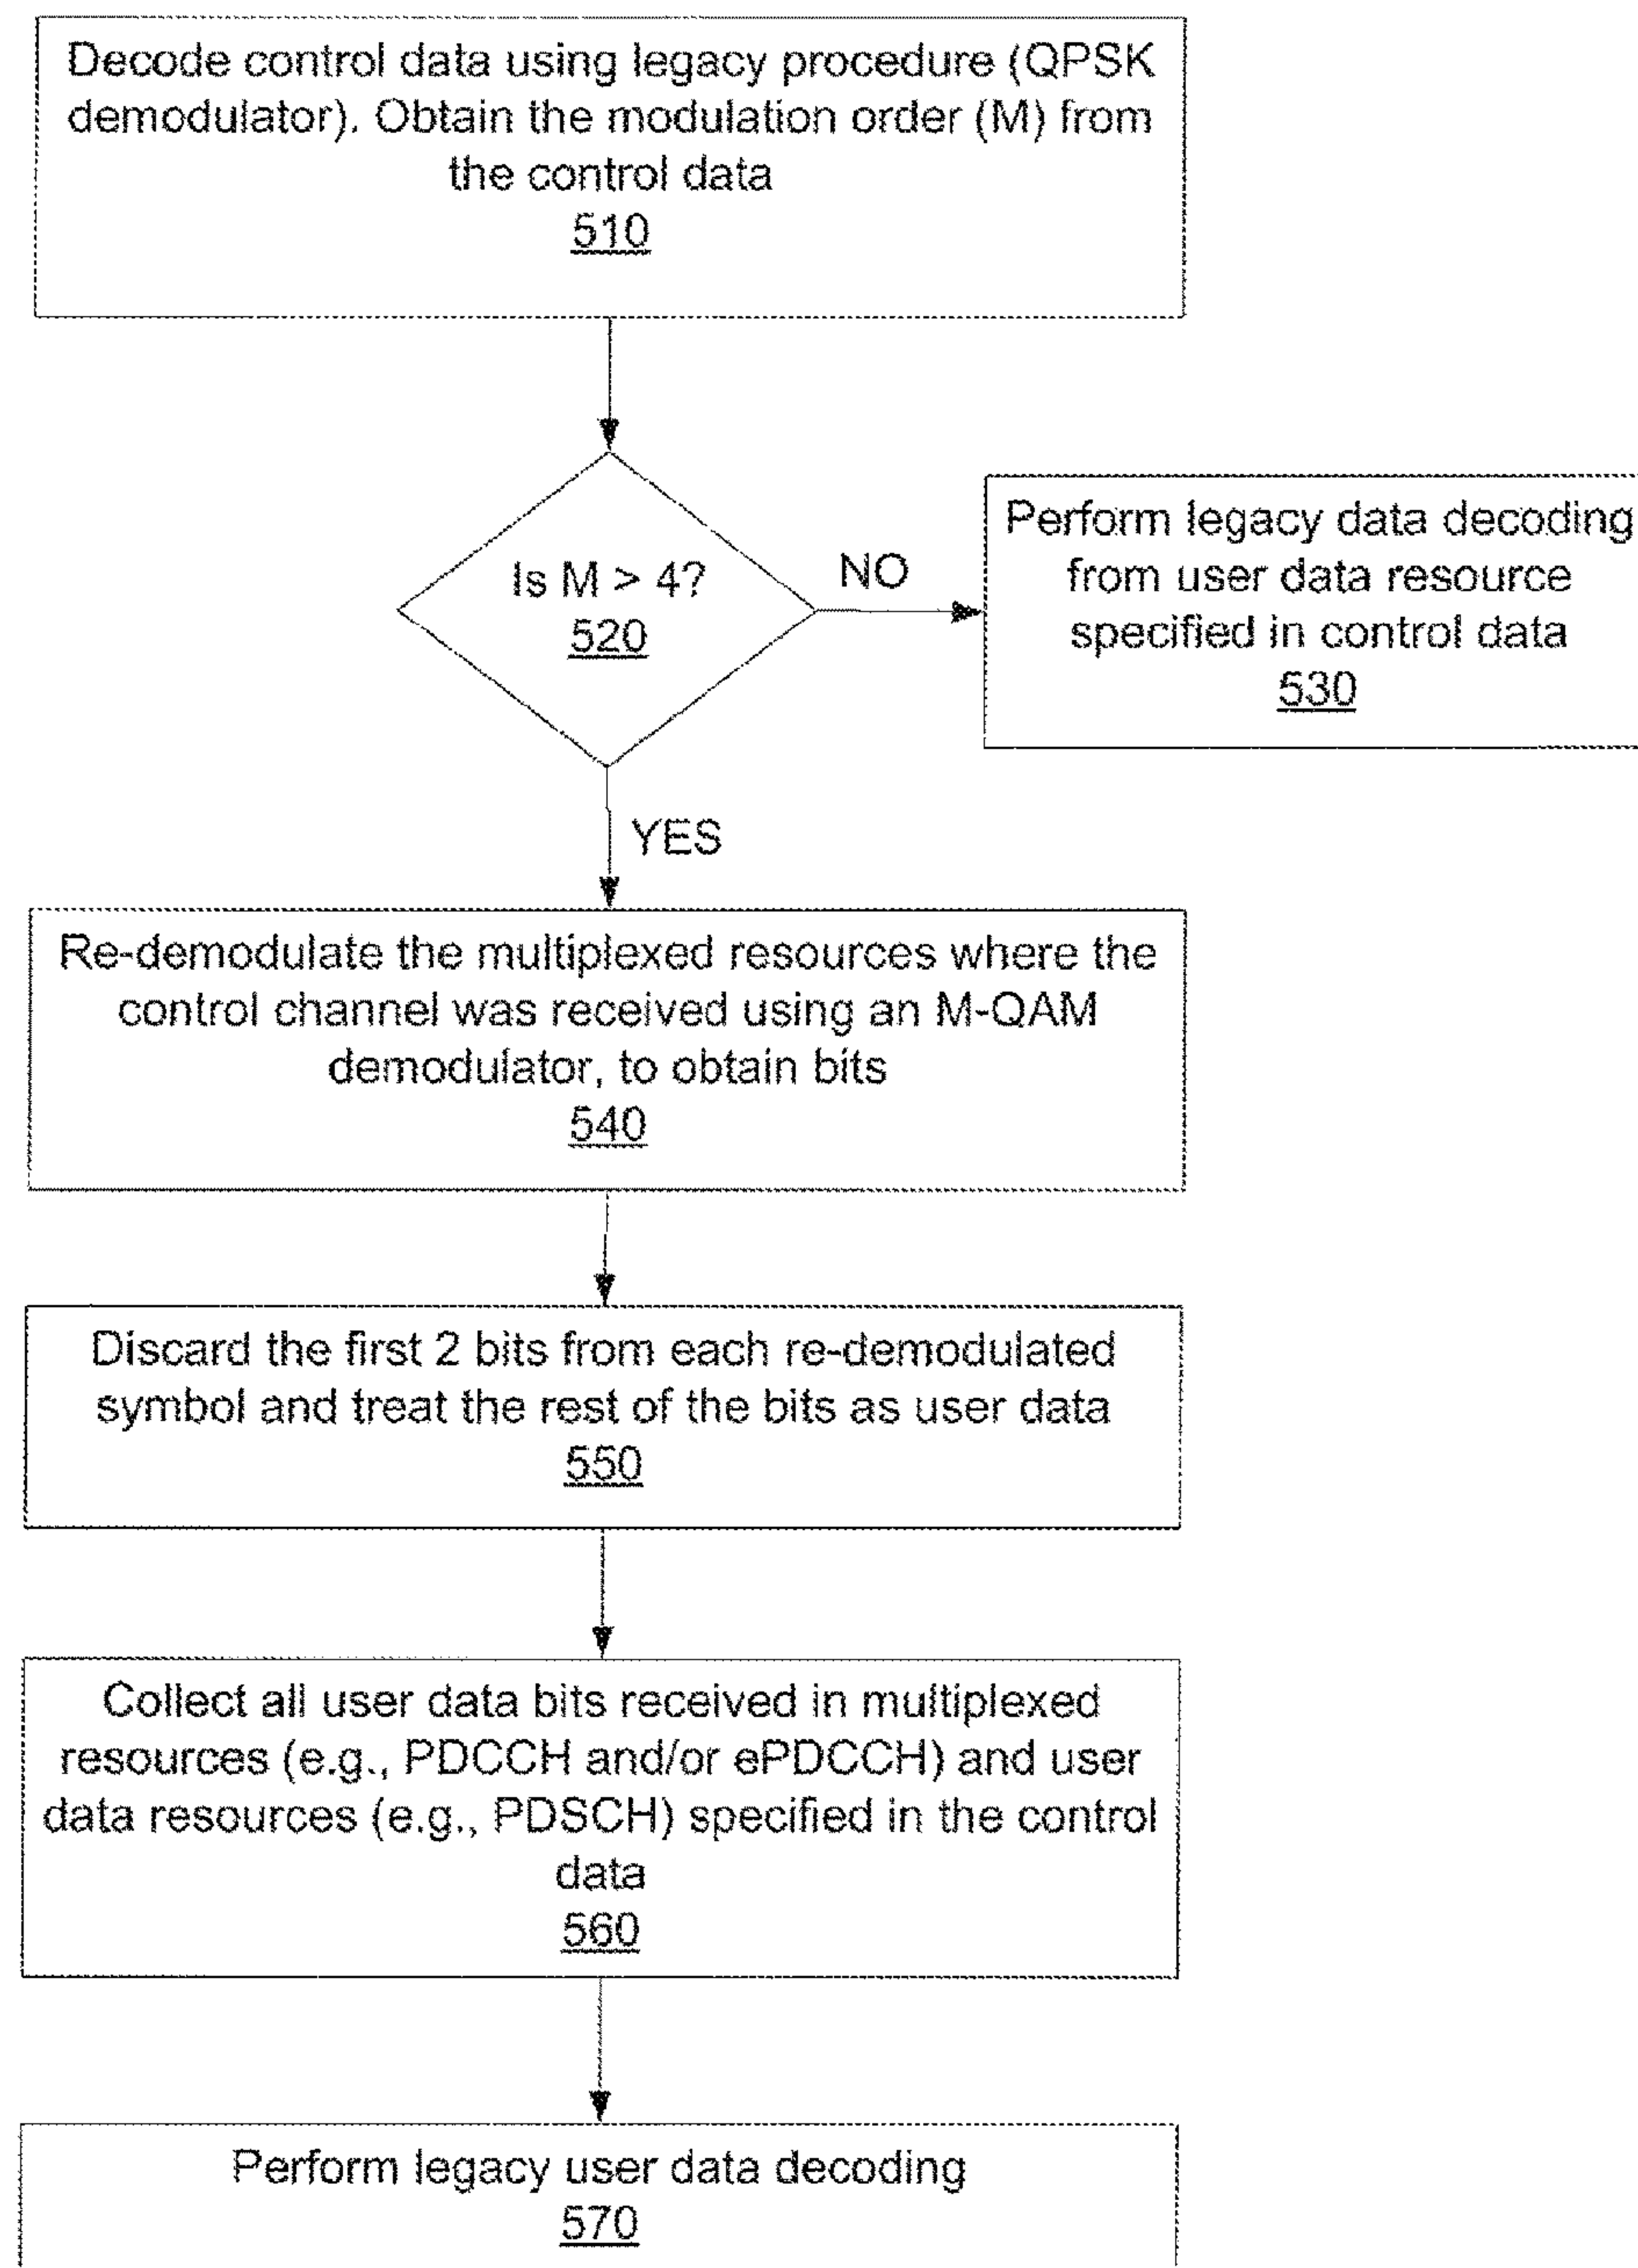 Decode control data using legacy procedure (QPSK
demodulator). Obtain the modulation order (M) from
the control data
510
Is M > 4?
520
NO
Perform legacy data decoding
from user data resource
specified in control data
530
YES
Re-demodulate the multiplexed resources where the
control channel was received using an M-QAM
demodulator, to obtain bits
540
Discard the first 2 bits from each re-demodulated
symbol and treat the rest of the bits as user data
550
Collect all user data bits received in multiplexed
resources (e.g., PDCCH and/or ePDCCH) and user
data resources (e.g., PDSCH) specified in the control
data
560
Perform legacy user data decoding
570